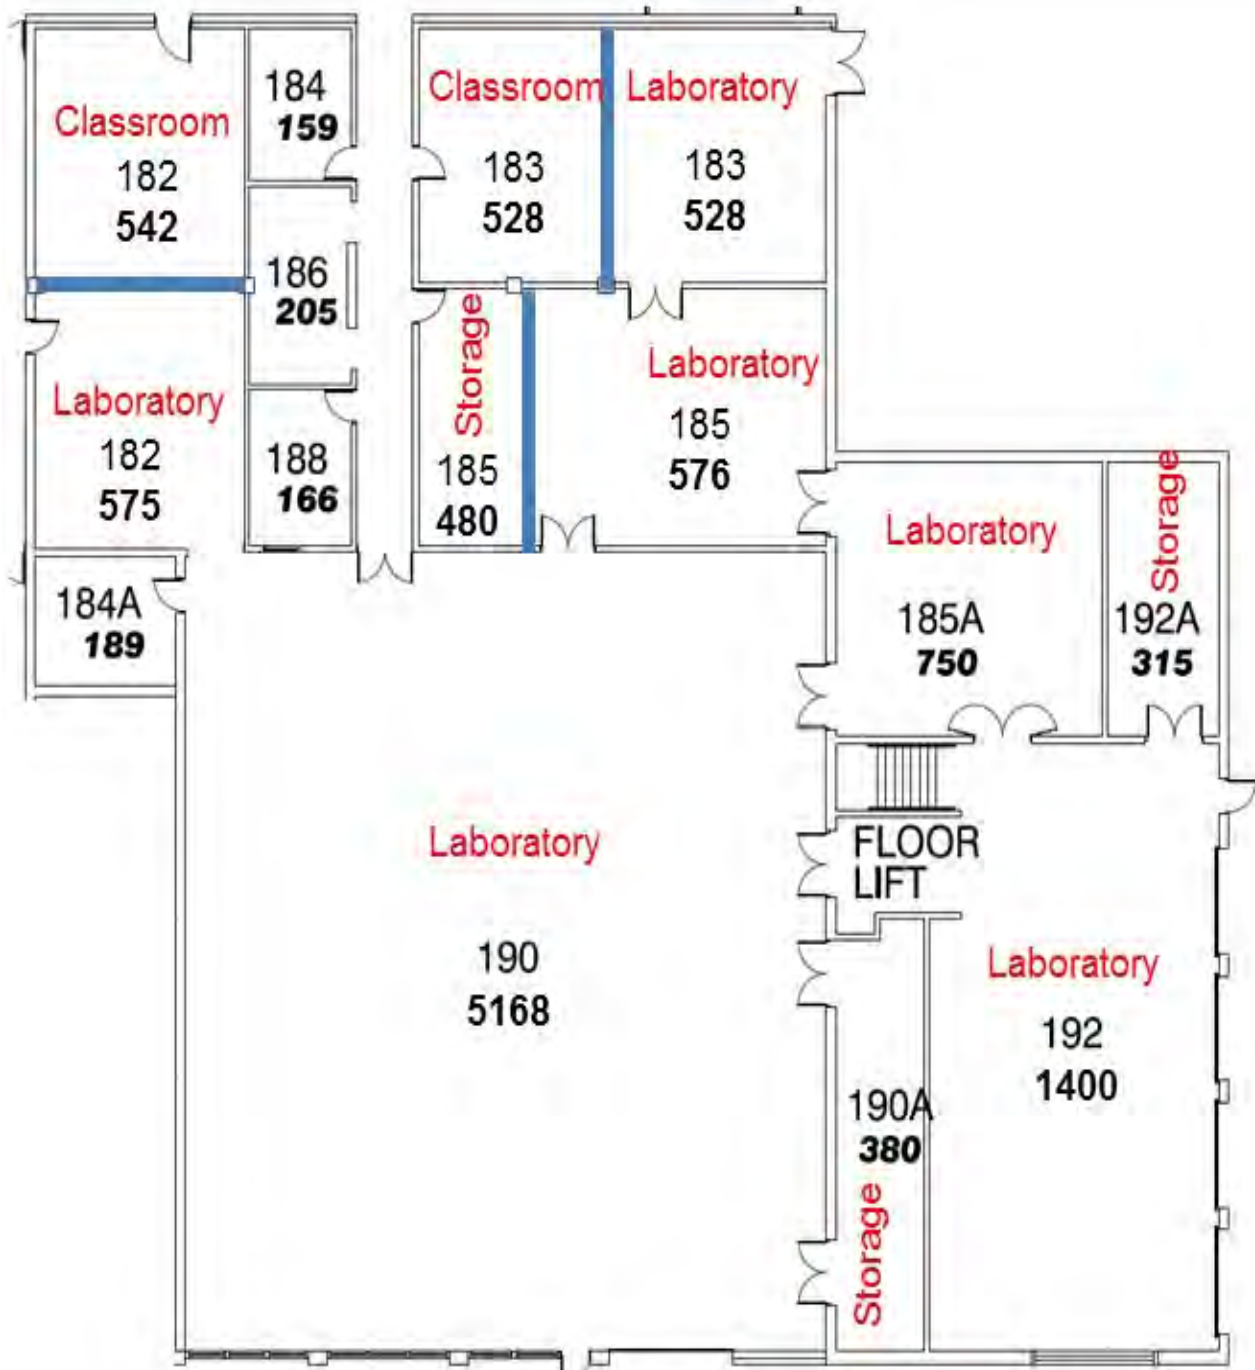 Classroom
182
542
184
159
Classroom
183
528
Laboratory
183
528
186
205
Laboratory
182
575
188
166
Storage
185
480
Laboratory
185
576
184A
189
Laboratory
185A
750
Storage
192A
315
Laboratory
190
5168
FLOOR
LIFT
Laboratory
192
1400
190A
380
Storage